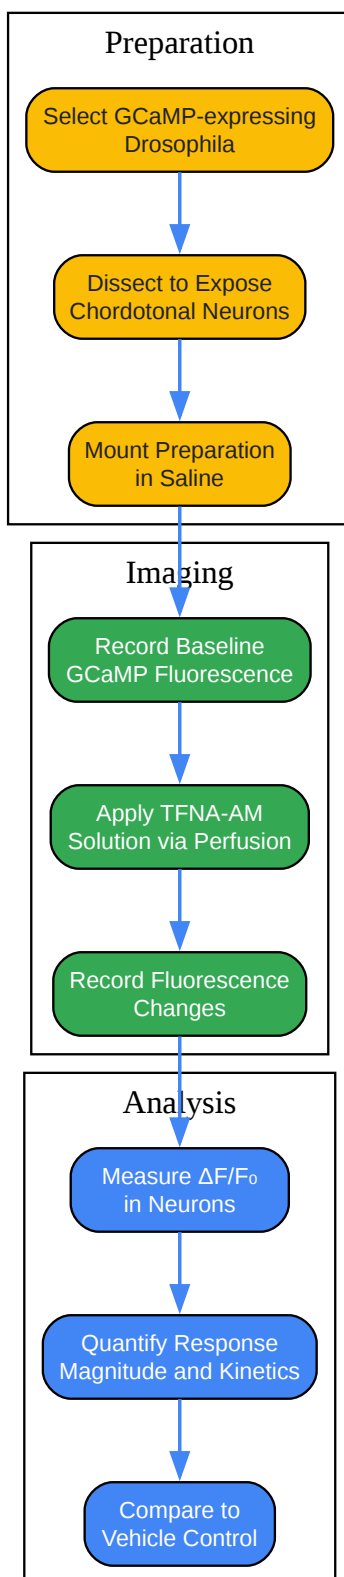 Preparation
Select GCaMP-expressing
Drosophila
Dissect to Expose
Chordotonal Neurons
Mount Preparation
in Saline
Imaging
Record Baseline
GCaMP Fluorescence
Apply TFNA-AM
Solution via Perfusion
Record Fluorescence
Changes
Analysis
Measure ΔF/F₀
in Neurons
Quantify Response
Magnitude and Kinetics
Compare to
Vehicle Control